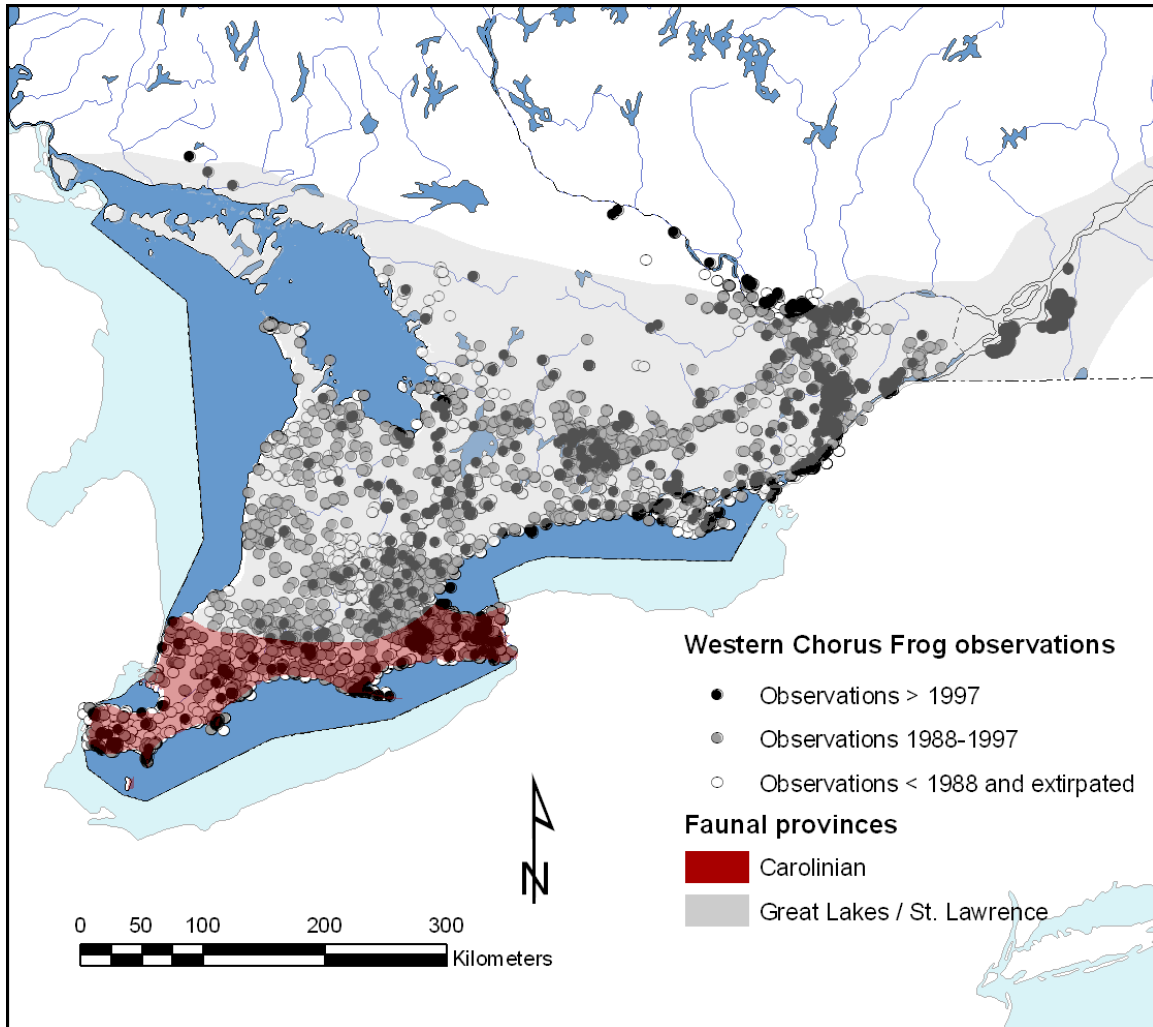 Western Chorus Frog observations
Observations > 1997
Observations 1988-1997
Observations < 1988 and extirpated
Faunal provinces
Carolinian
Great Lakes / St. Lawrence
N
0 50 100 200 300
Kilometers